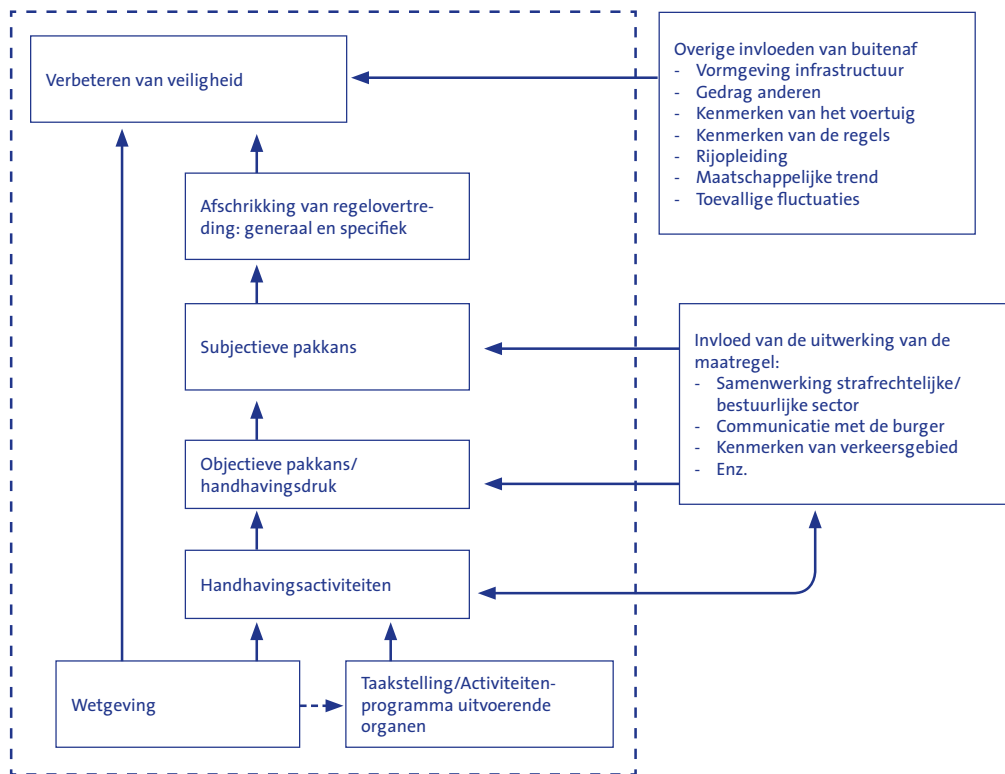 Verbeteren van veiligheid
Overige invloeden van buitenaf
- Vormgeving infrastructuur
- Gedrag anderen
- Kenmerken van het voertuig
- Kenmerken van de regels
- Rijopleiding
- Maatschappelijke trend
- Toevallige fluctuaties
Afschrikking van regelovertre-
ding: generaal en specifiek
Subjectieve pakkans
Invloed van de uitwerking van de
maatregel:
- Samenwerking strafrechtelijke/
bestuurlijke sector
- Communicatie met de burger
- Kenmerken van verkeersgebied
- Enz.
Objectieve pakkans/
handhavingsdruk
Handhavingsactiviteiten
Wetgeving
Taakstelling/Activiteiten-
programma uitvoerende
organen